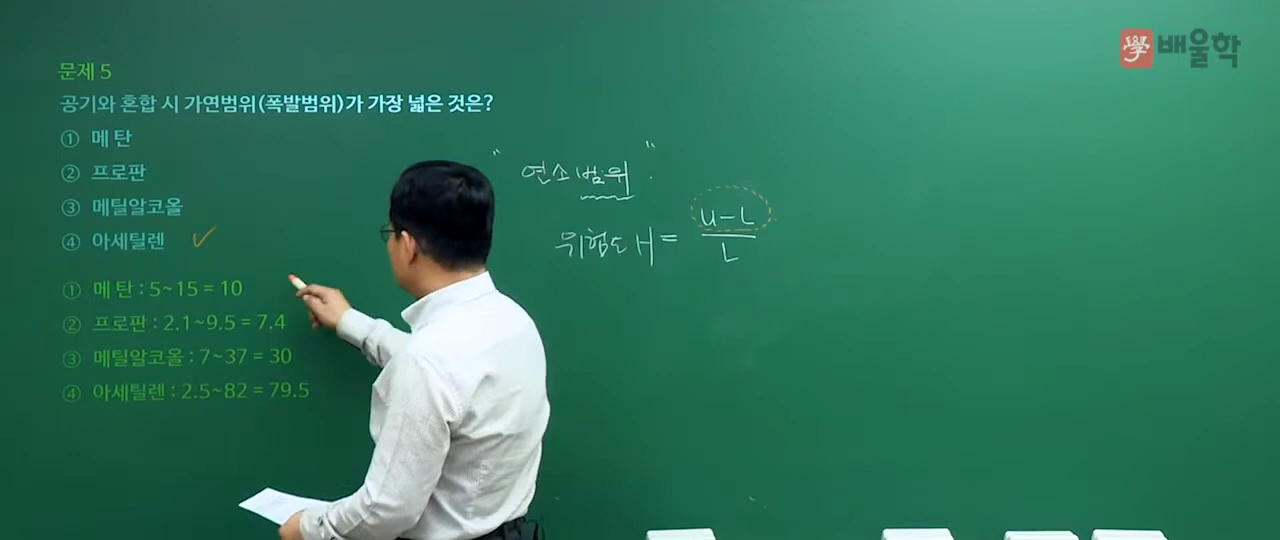 學 배울학
문제 5
공기와 혼합 시 가연범위(폭발범위)가 가장 넓은 것은?
① 메 탄
② 프로판
③ 메틸알코올
④ 아세틸렌 ✓
① 메 탄 : 5~15 = 10
② 프로판 : 2.1~9.5 = 7.4
③ 메틸알코올 : 7~37 = 30
④ 아세틸렌 : 2.5~82 = 79.5
" 연소범위 "
위험도 H = (U-L)/L